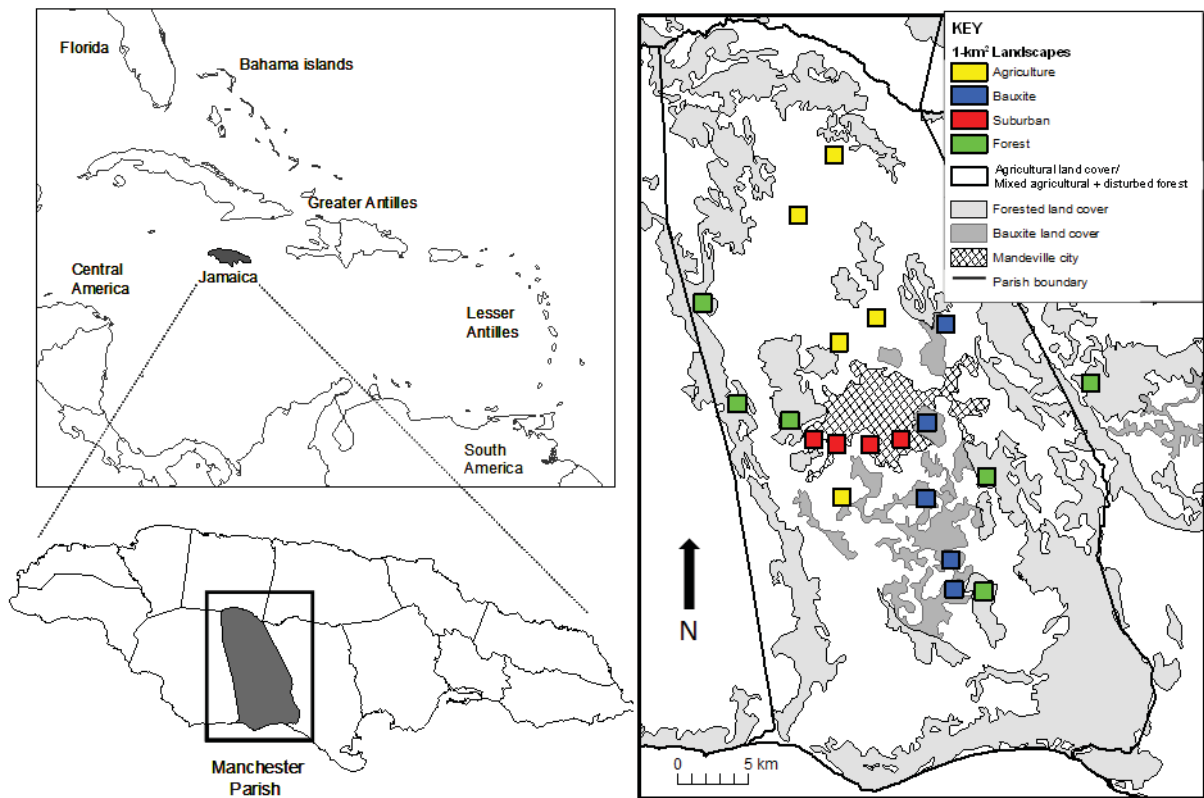 Florida
Bahama islands
Greater Antilles
Jamaica
Central
America
Lesser
Antilles
South
America
Manchester
Parish
KEY
1-km² Landscapes
Agriculture
Bauxite
Suburban
Forest
Agricultural land cover/
Mixed agricultural + disturbed forest
Forested land cover
Bauxite land cover
Mandeville city
Parish boundary
N
0 5 km